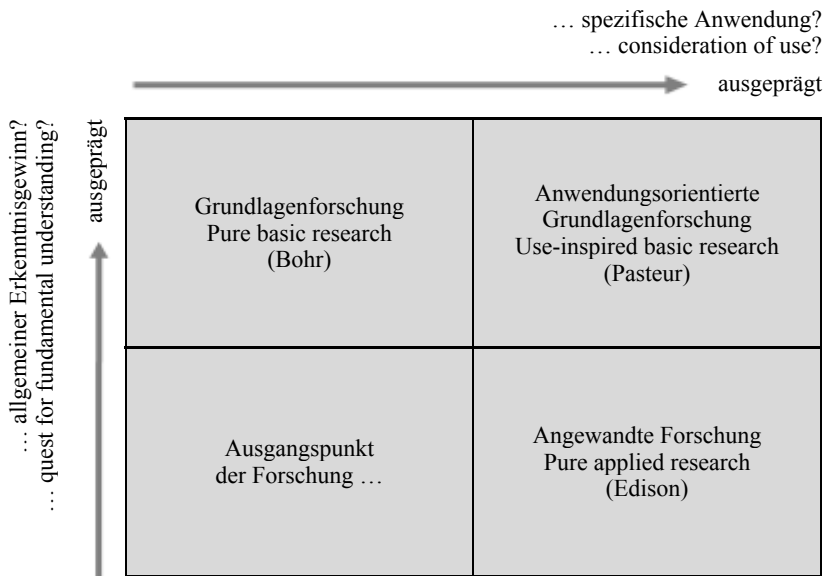 … spezifische Anwendung?
… consideration of use?
ausgeprägt
… allgemeiner Erkenntnisgewinn?
… quest for fundamental understanding?
ausgeprägt
Grundlagenforschung
Pure basic research
(Bohr)
Anwendungsorientierte
Grundlagenforschung
Use-inspired basic research
(Pasteur)
Ausgangspunkt
der Forschung …
Angewandte Forschung
Pure applied research
(Edison)